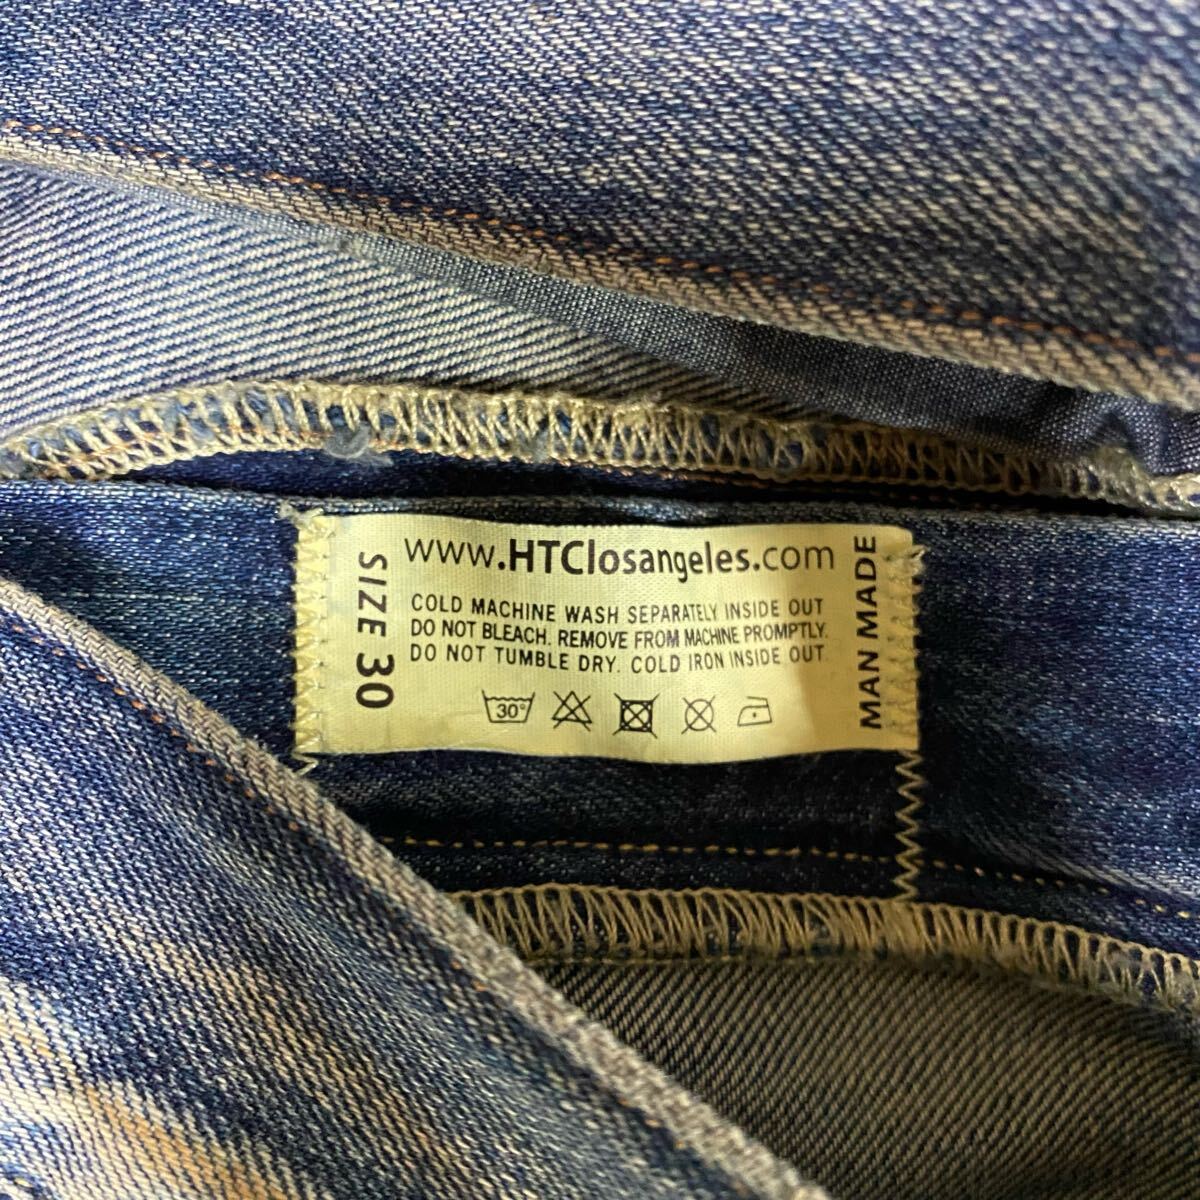 www.HTClosangeles.com
SIZE 30
COLD MACHINE WASH SEPARATELY INSIDE OUT
DO NOT BLEACH. REMOVE FROM MACHINE PROMPTLY.
DO NOT TUMBLE DRY. COLD IRON INSIDE OUT
30°
MAN MADE